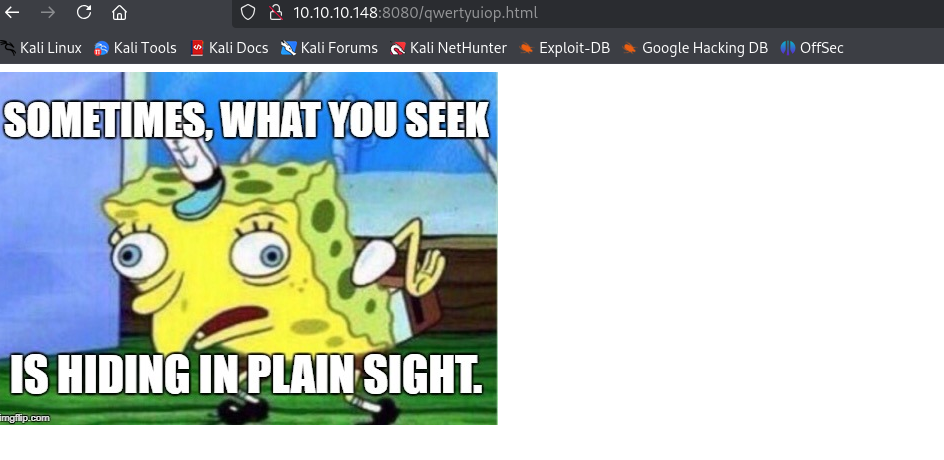 10.10.10.148:8080/qwertyuiop.html
Kali Linux Kali Tools Kali Docs Kali Forums Kali NetHunter Exploit-DB Google Hacking DB OffSec
SOMETIMES, WHAT YOU SEEK
IS HIDING IN PLAIN SIGHT.
imgflip.com